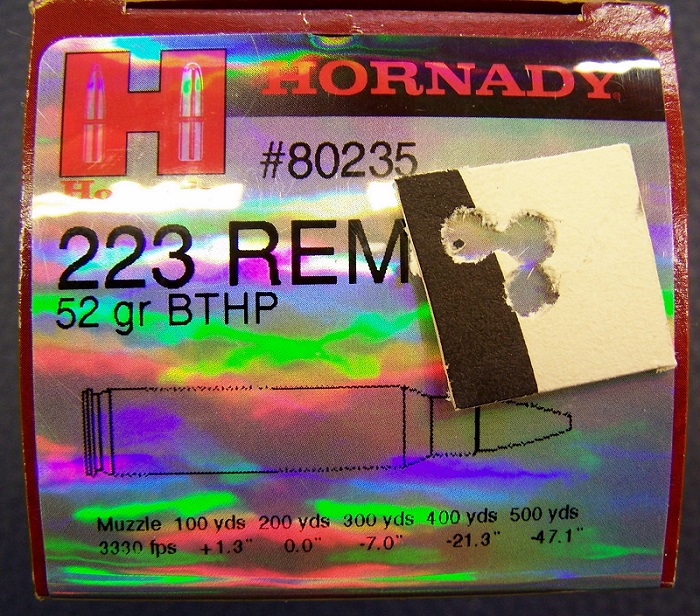 HORNADY
#80235
223 REM
52 gr BTHP
Muzzle 100 yds 200 yds 300 yds 400 yds 500 yds
3330 fps +1.3" 0.0" -7.0" -21.3" -47.1"